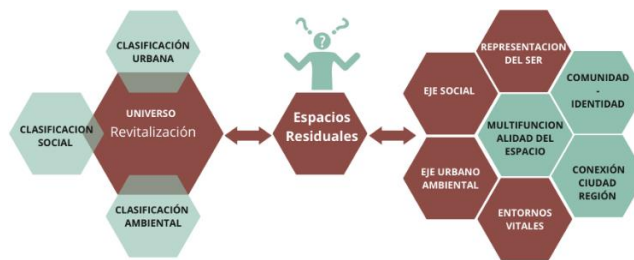 CLASIFICACIÓN
URBANA
UNIVERSO
Revitalización
CLASIFICACION
SOCIAL
CLASIFICACIÓN
AMBIENTAL
? ? ?
Espacios
Residuales
REPRESENTACION
DEL SER
EJE SOCIAL
COMUNIDAD
-
IDENTIDAD
MULTIFUNCION
ALIDAD DEL
ESPACIO
EJE URBANO
AMBIENTAL
CONEXIÓN
CIUDAD
REGIÓN
ENTORNOS
VITALES